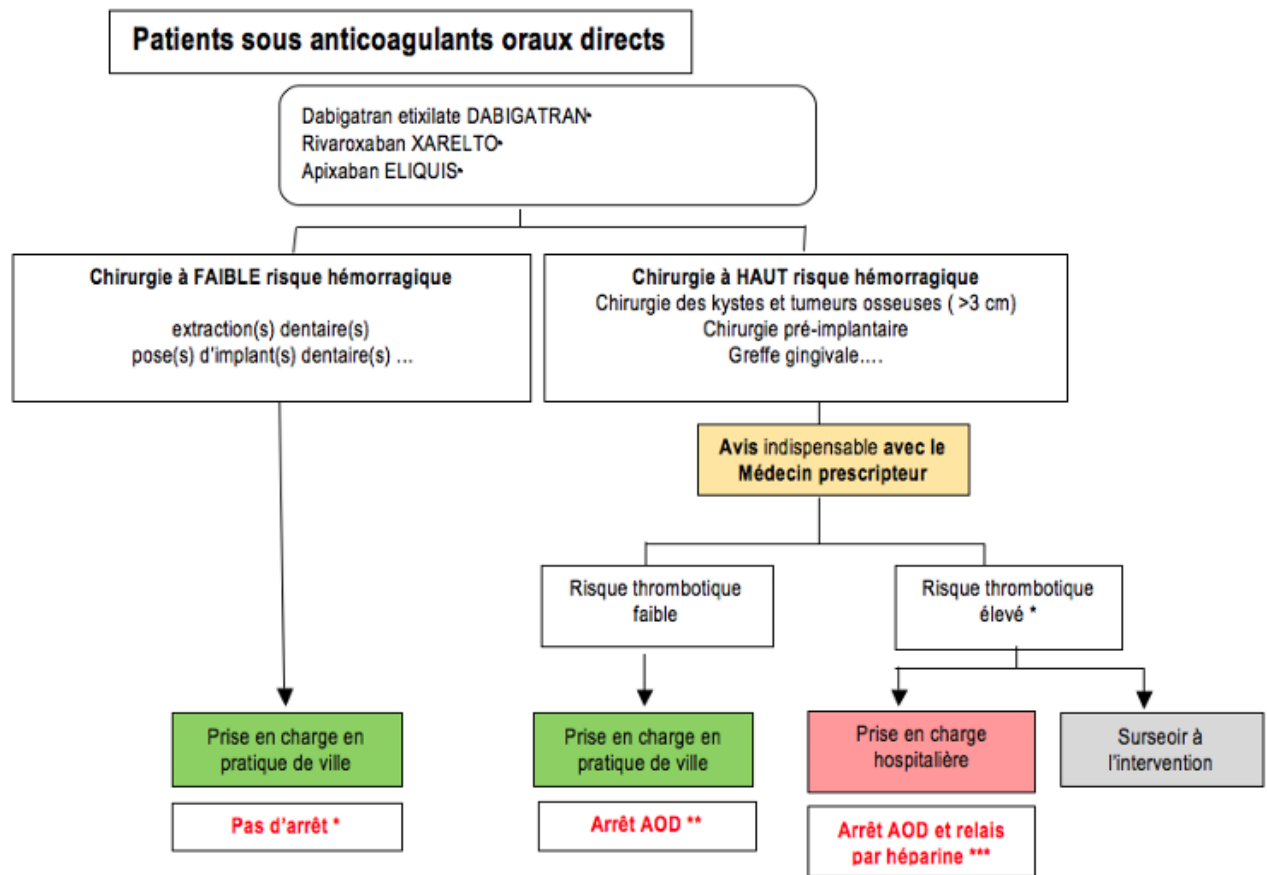 Patients sous anticoagulants oraux directs
Dabigatran etixilate DABIGATRAN
Rivaroxaban XARELTO
Apixaban ELIQUIS
Chirurgie à FAIBLE risque hémorragique
extraction(s) dentaire(s)
pose(s) d'implant(s) dentaire(s) ...
Chirurgie à HAUT risque hémorragique
Chirurgie des kystes et tumeurs osseuses ( >3 cm)
Chirurgie pré-implantaire
Greffe gingivale….
Avis indispensable avec le
Médecin prescripteur
Risque thrombotique
faible
Risque thrombotique
élevé *
Prise en charge en
pratique de ville
Prise en charge en
pratique de ville
Prise en charge
hospitalière
Surseoir à
l'intervention
Pas d'arrêt *
Arrêt AOD **
Arrêt AOD et relais
par héparine ***